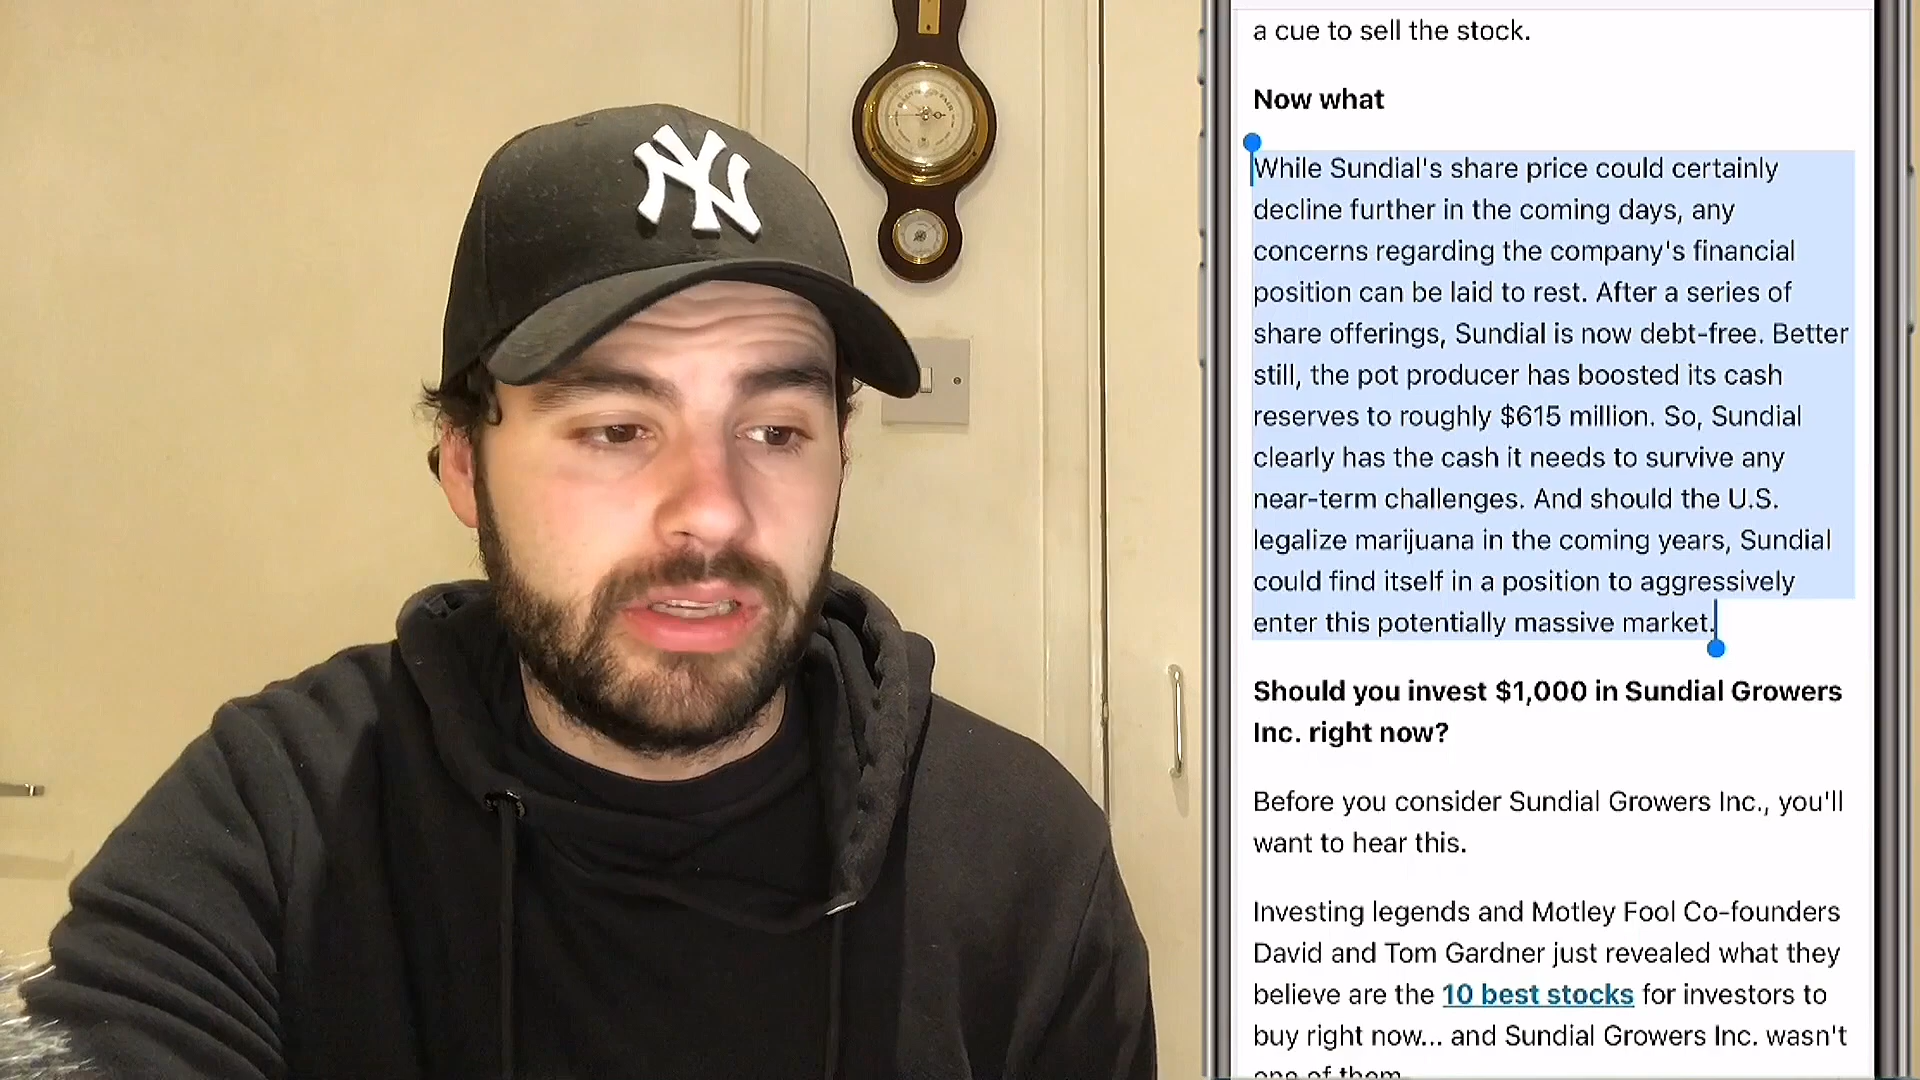 NY
a cue to sell the stock.
Now what
While Sundial's share price could certainly
decline further in the coming days, any
concerns regarding the company's financial
position can be laid to rest. After a series of
share offerings, Sundial is now debt-free. Better
still, the pot producer has boosted its cash
reserves to roughly $615 million. So, Sundial
clearly has the cash it needs to survive any
near-term challenges. And should the U.S.
legalize marijuana in the coming years, Sundial
could find itself in a position to aggressively
enter this potentially massive market.
Should you invest $1,000 in Sundial Growers
Inc. right now?
Before you consider Sundial Growers Inc., you'll
want to hear this.
Investing legends and Motley Fool Co-founders
David and Tom Gardner just revealed what they
believe are the 10 best stocks for investors to
buy right now... and Sundial Growers Inc. wasn't
one of them